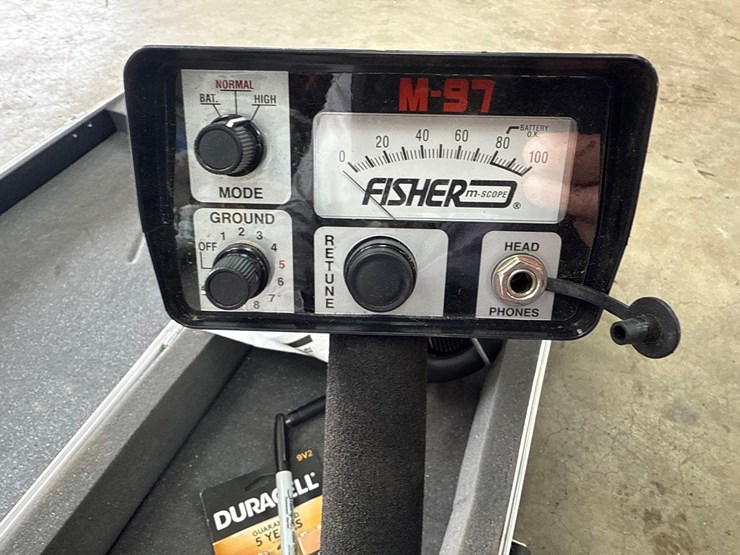 M-97
NORMAL
BAT. HIGH
MODE
BATTERY
O.K.
0 20 40 60 80 100
FISHER M-SCOPE ®
GROUND
OFF 1 2 3 4 5 6 7 8
RETUNE
HEAD
PHONES
9V2
DURACELL
5 YEARS